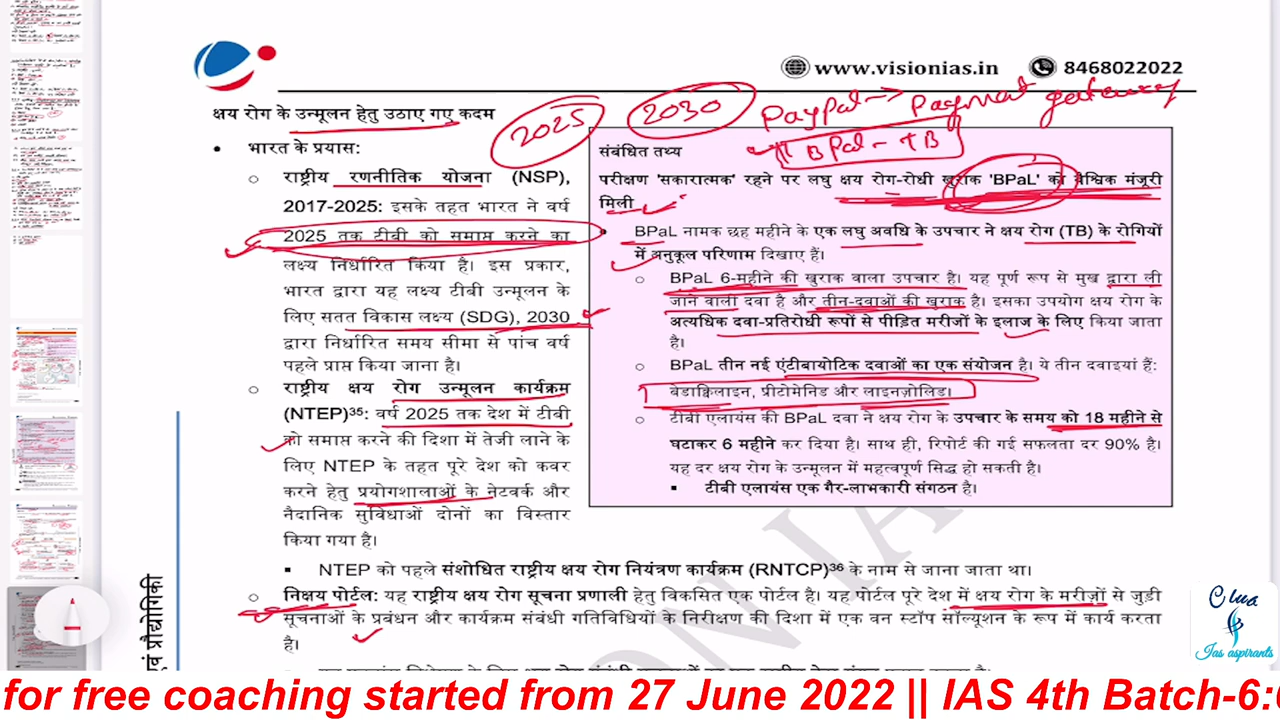 www.visionias.in 8468022022
क्षय रोग के उन्मूलन हेतु उठाए गए कदम
2025
2030
PayPal → Payment gateway
BPal - TB
• भारत के प्रयास:
○ राष्ट्रीय रणनीतिक योजना (NSP),
2017-2025: इसके तहत भारत ने वर्ष
2025 तक टीबी को समाप्त करने का
लक्ष्य निर्धारित किया है। इस प्रकार,
भारत द्वारा यह लक्ष्य टीबी उन्मूलन के
लिए सतत विकास लक्ष्य (SDG), 2030
द्वारा निर्धारित समय सीमा से पांच वर्ष
पहले प्राप्त किया जाना है।
○ राष्ट्रीय क्षय रोग उन्मूलन कार्यक्रम
(NTEP)³⁵: वर्ष 2025 तक देश में टीबी
को समाप्त करने की दिशा में तेजी लाने के
लिए NTEP के तहत पूरे देश को कवर
करने हेतु प्रयोगशालाओं के नेटवर्क और
नैदानिक सुविधाओं दोनों का विस्तार
किया गया है।
संबंधित तथ्य
परीक्षण 'सकारात्मक' रहने पर लघु क्षय रोग-रोधी खुराक 'BPaL' को वैश्विक मंजूरी
मिली
• BPaL नामक छह महीने के एक लघु अवधि के उपचार ने क्षय रोग (TB) के रोगियों
में अनुकूल परिणाम दिखाए हैं।
○ BPaL 6-महीने की खुराक वाला उपचार है। यह पूर्ण रूप से मुख द्वारा ली
जाने वाली दवा है और तीन-दवाओं की खुराक है। इसका उपयोग क्षय रोग के
अत्यधिक दवा-प्रतिरोधी रूपों से पीड़ित मरीजों के इलाज के लिए किया जाता
है।
○ BPaL तीन नई एंटीबायोटिक दवाओं का एक संयोजन है। ये तीन दवाइयां हैं:
बेडाक्विलाइन, प्रीटोमेनिड और लाइनज़ोलिड।
○ टीबी एलायंस की BPaL दवा ने क्षय रोग के उपचार के समय को 18 महीने से
घटाकर 6 महीने कर दिया है। साथ ही, रिपोर्ट की गई सफलता दर 90% है।
यह दर इस रोग के उन्मूलन में महत्वपूर्ण सिद्ध हो सकती है।
▪ टीबी एलायंस एक गैर-लाभकारी संगठन है।
▪ NTEP को पहले संशोधित राष्ट्रीय क्षय रोग नियंत्रण कार्यक्रम (RNTCP)³⁶ के नाम से जाना जाता था।
○ निक्षय पोर्टल: यह राष्ट्रीय क्षय रोग सूचना प्रणाली हेतु विकसित एक पोर्टल है। यह पोर्टल पूरे देश में क्षय रोग के मरीज़ों से जुड़ी
सूचनाओं के प्रबंधन और कार्यक्रम संबंधी गतिविधियों के निरीक्षण की दिशा में एक वन स्टॉप सॉल्यूशन के रूप में कार्य करता
है।
एवं प्रौद्योगिकी
Ias aspirants
for free coaching started from 27 June 2022 || IAS 4th Batch-6: